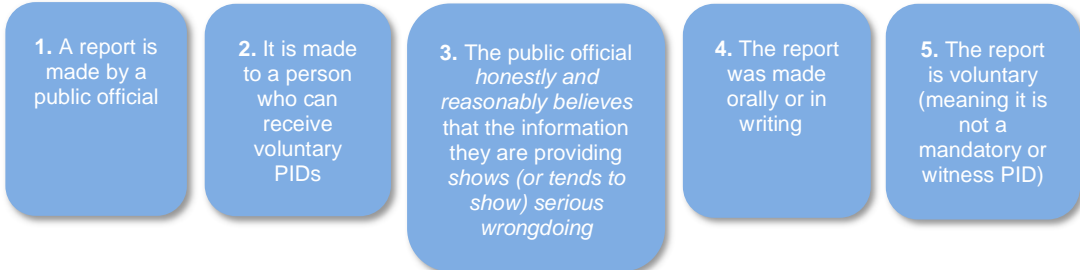 1. A report is
made by a
public official
2. It is made
to a person
who can
receive
voluntary
PIDs
3. The public official
honestly and
reasonably believes
that the information
they are providing
shows (or tends to
show) serious
wrongdoing
4. The report
was made
orally or in
writing
5. The report
is voluntary
(meaning it is
not a
mandatory or
witness PID)